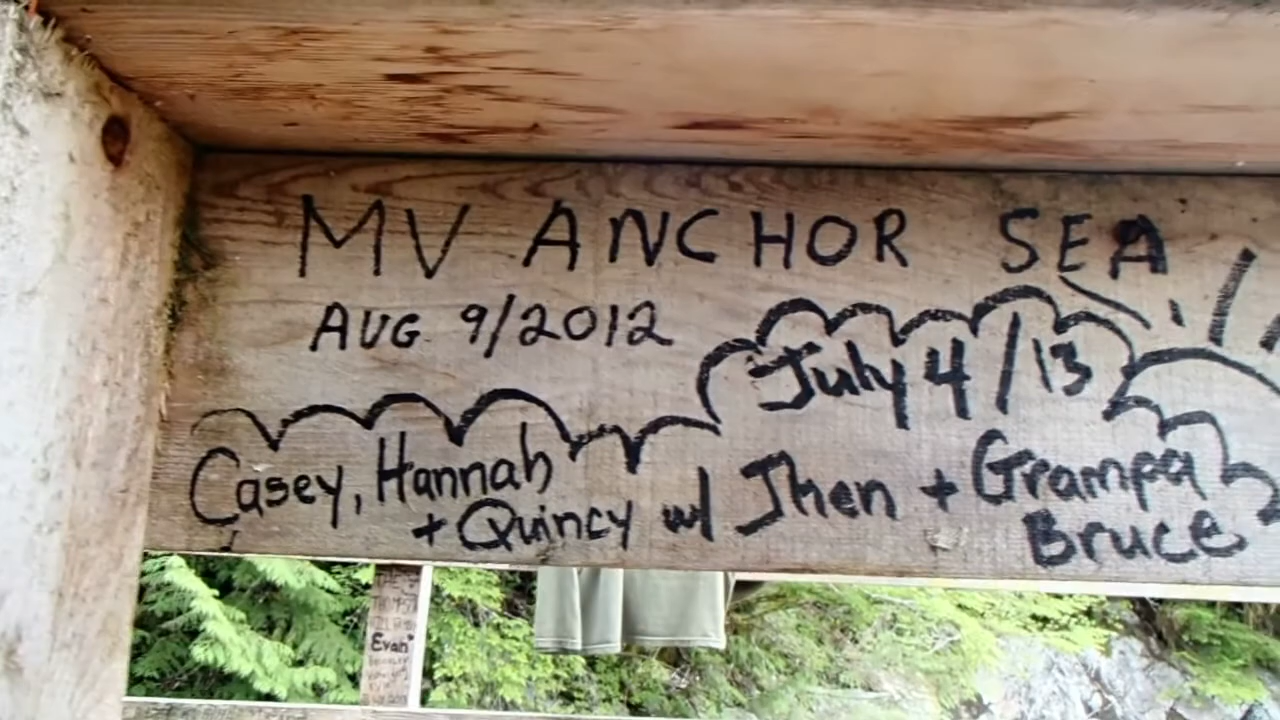 MV ANCHOR SEA
AUG 9/2012
July 4/13
Casey, Hannah
+ Quincy w/ Jhen + Grampa
Bruce
Evan